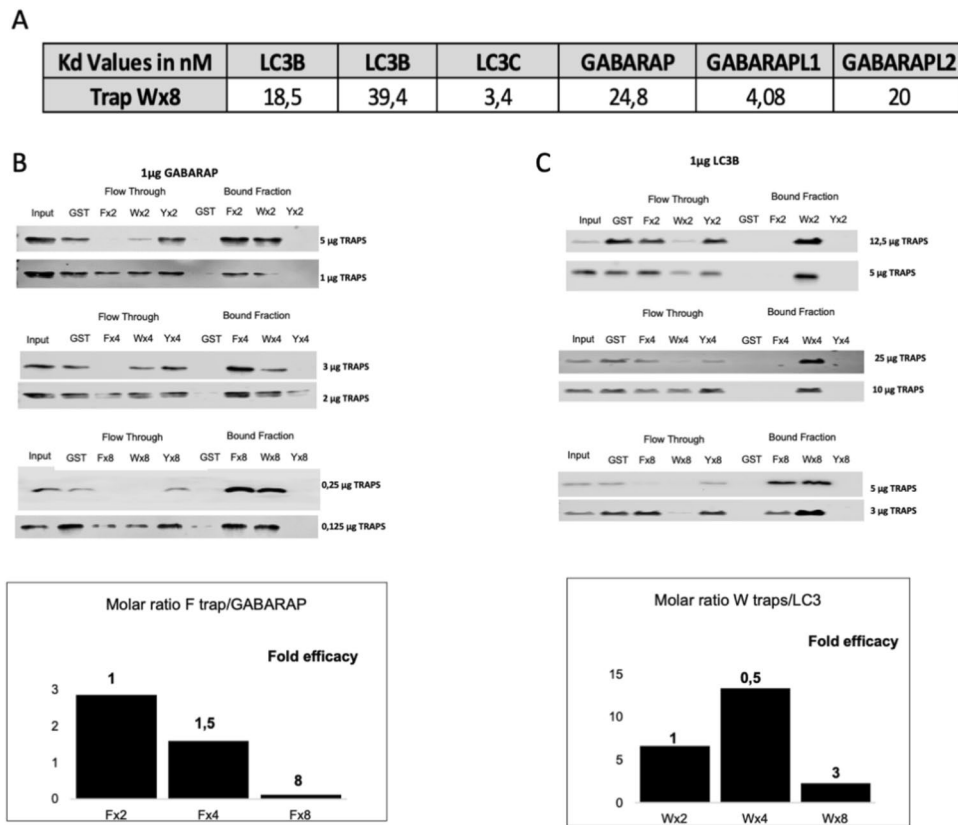 A
Kd Values in nM LC3B LC3B LC3C GABARAP GABARAPL1 GABARAPL2
Trap Wx8 18,5 39,4 3,4 24,8 4,08 20
B
1µg GABARAP
Flow Through Bound Fraction
Input GST Fx2 Wx2 Yx2 GST Fx2 Wx2 Yx2
5 µg TRAPS
1 µg TRAPS
Flow Through Bound Fraction
Input GST Fx4 Wx4 Yx4 GST Fx4 Wx4 Yx4
3 µg TRAPS
2 µg TRAPS
Flow Through Bound Fraction
Input GST Fx8 Wx8 Yx8 GST Fx8 Wx8 Yx8
0,25 µg TRAPS
0,125 µg TRAPS
Molar ratio F trap/GABARAP
Fold efficacy
3
2
1
0
1
1,5
8
Fx2 Fx4 Fx8
C
1µg LC3B
Flow Through Bound Fraction
Input GST Fx2 Wx2 Yx2 GST Fx2 Wx2 Yx2
12,5 µg TRAPS
5 µg TRAPS
Flow Through Bound Fraction
Input GST Fx4 Wx4 Yx4 GST Fx4 Wx4 Yx4
25 µg TRAPS
10 µg TRAPS
Flow Through Bound Fraction
Input GST Fx8 Wx8 Yx8 GST Fx8 Wx8 Yx8
5 µg TRAPS
3 µg TRAPS
Molar ratio W traps/LC3
Fold efficacy
15
10
5
0
1
0,5
3
Wx2 Wx4 Wx8